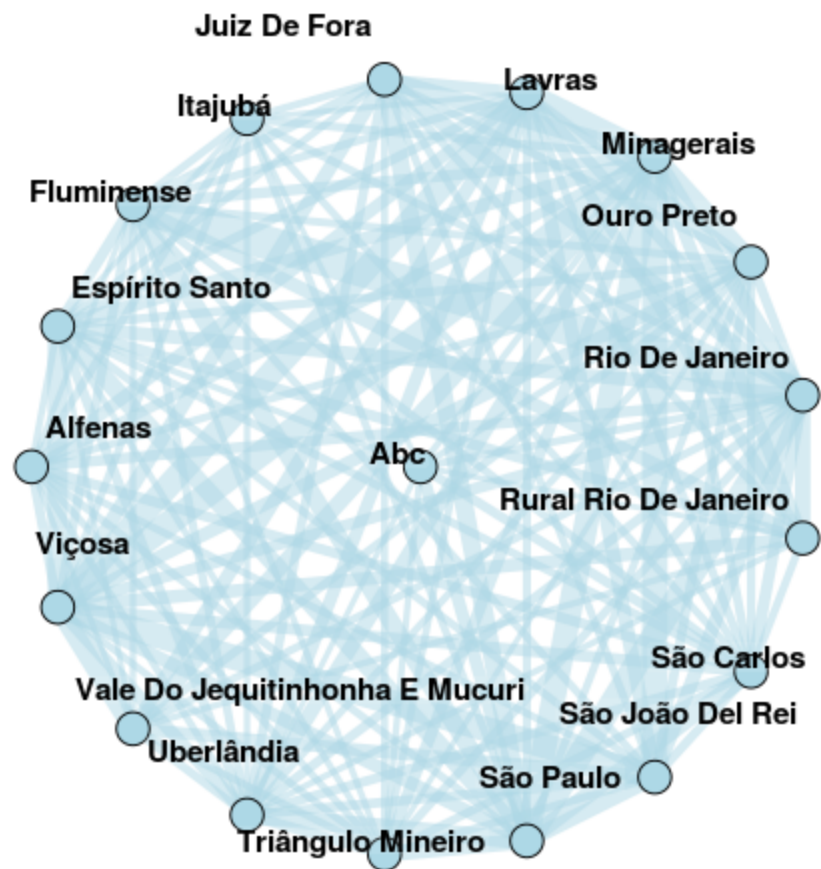 Juiz De Fora
Lavras
Itajubá
Minagerais
Fluminense
Ouro Preto
Espírito Santo
Rio De Janeiro
Alfenas
Abc
Rural Rio De Janeiro
Viçosa
São Carlos
Vale Do Jequitinhonha E Mucuri
São João Del Rei
Uberlândia
São Paulo
Triângulo Mineiro